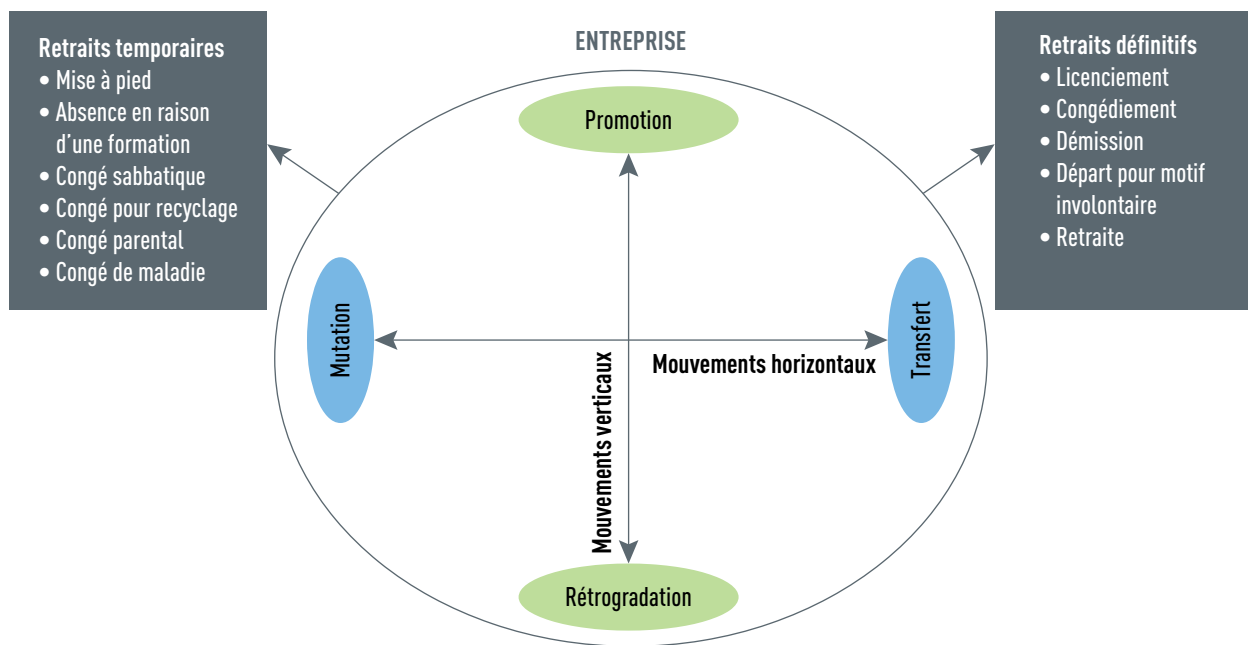 Retraits temporaires
• Mise à pied
• Absence en raison
d'une formation
• Congé sabbatique
• Congé pour recyclage
• Congé parental
• Congé de maladie
ENTREPRISE
Retraits définitifs
• Licenciement
• Congédiement
• Démission
• Départ pour motif
involontaire
• Retraite
Promotion
Mutation
Mouvements horizontaux
Transfert
Mouvements verticaux
Rétrogradation